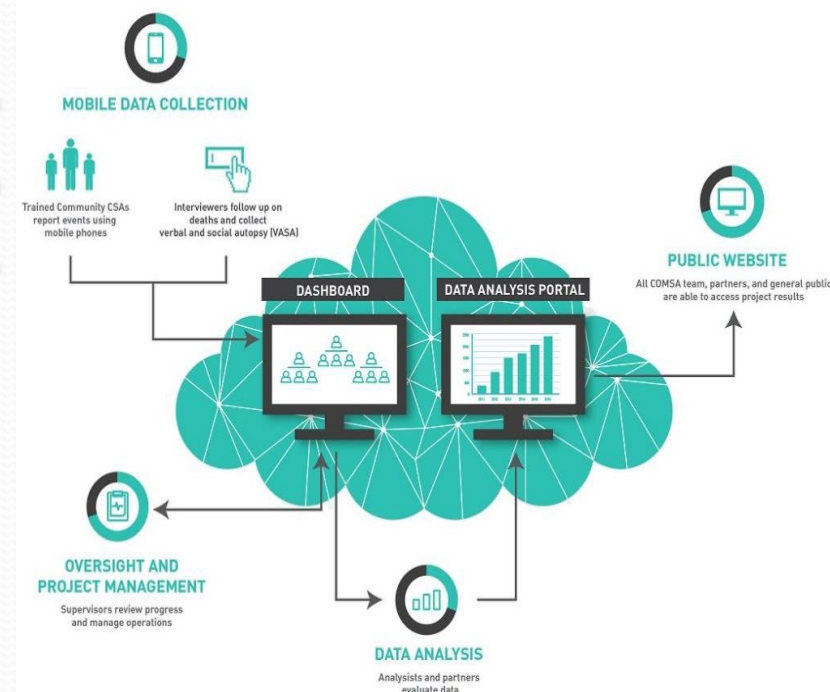 MOBILE DATA COLLECTION
Trained Community CSAs
report events using
mobile phones
Interviewers follow up on
deaths and collect
verbal and social autopsy (VASA)
DASHBOARD
DATA ANALYSIS PORTAL
PUBLIC WEBSITE
All COMSA team, partners, and general public
are able to access project results
OVERSIGHT AND
PROJECT MANAGEMENT
Supervisors review progress
and manage operations
DATA ANALYSIS
Analysts and partners
evaluate data